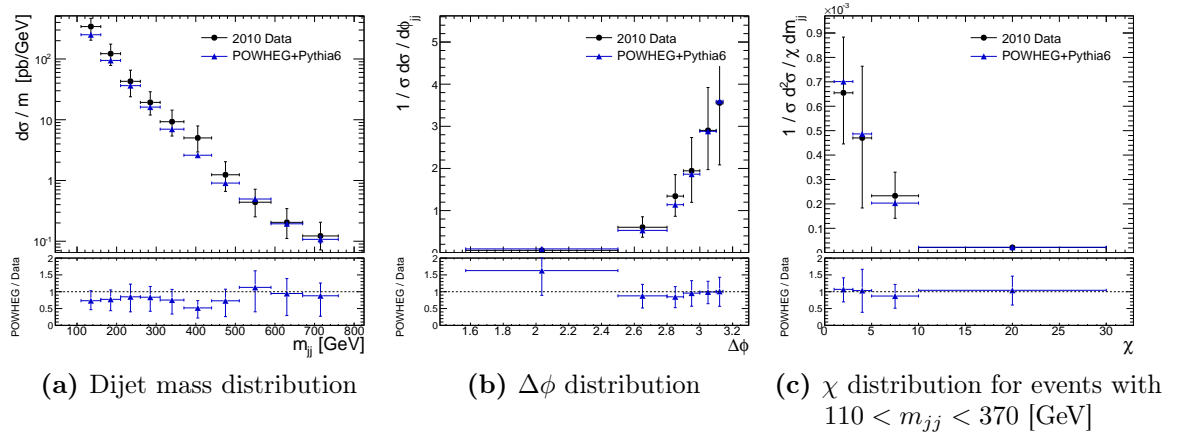 dσ / m [pb/GeV]
10²
10
1
10⁻¹
2010 Data
POWHEG+Pythia6
POWHEG / Data
2
1.5
1
0.5
0
100 200 300 400 500 600 700 800
m_jj [GeV]
(a) Dijet mass distribution
1 / σ dσ / dϕ_jj
5
4
3
2
1
2010 Data
POWHEG+Pythia6
POWHEG / Data
2
1.5
1
0.5
0
1.6 1.8 2 2.2 2.4 2.6 2.8 3 3.2
Δϕ
(b) Δϕ distribution
×10⁻³
1 / σ d²σ / χ dm_jj
0.9
0.8
0.7
0.6
0.5
0.4
0.3
0.2
0.1
0
2010 Data
POWHEG+Pythia6
POWHEG / Data
2
1.5
1
0.5
0
0 5 10 15 20 25 30
χ
(c) χ distribution for events with
110 < m_jj < 370 [GeV]